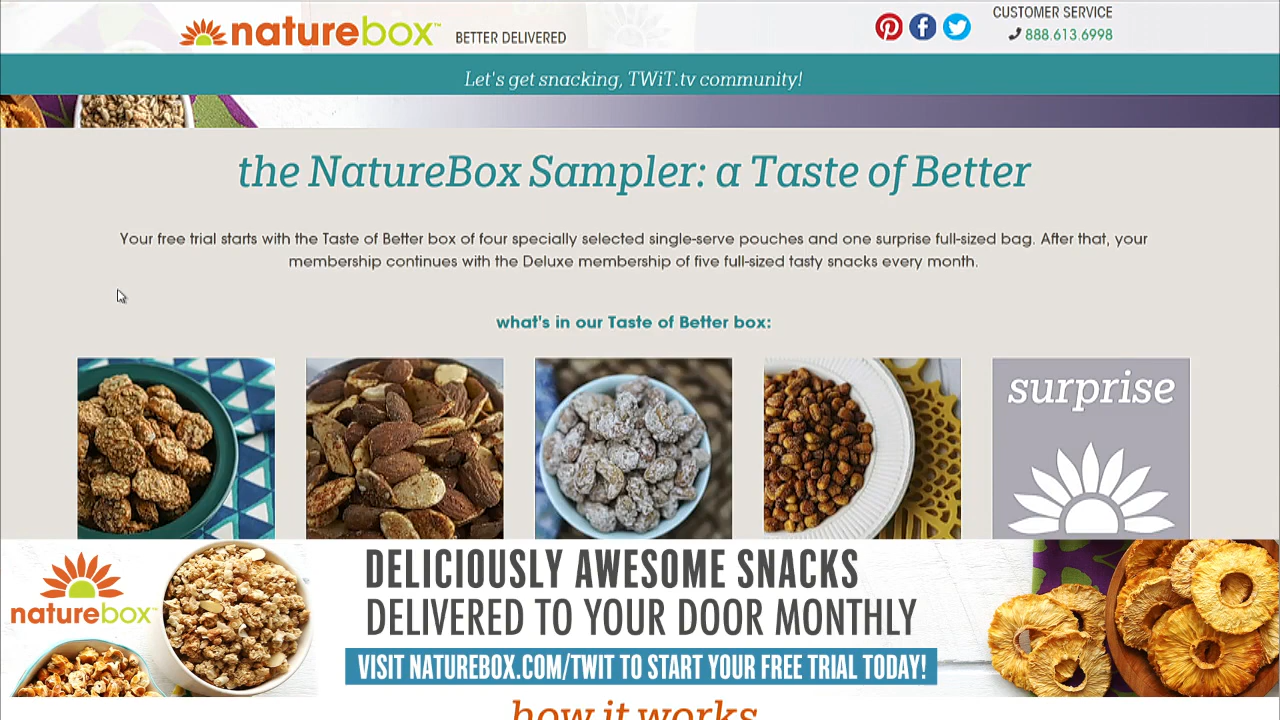 naturebox™ BETTER DELIVERED
CUSTOMER SERVICE
888.613.6998
Let's get snacking, TWiT.tv community!
the NatureBox Sampler: a Taste of Better
Your free trial starts with the Taste of Better box of four specially selected single-serve pouches and one surprise full-sized bag. After that, your
membership continues with the Deluxe membership of five full-sized tasty snacks every month.
what's in our Taste of Better box:
surprise
naturebox™
DELICIOUSLY AWESOME SNACKS
DELIVERED TO YOUR DOOR MONTHLY
VISIT NATUREBOX.COM/TWIT TO START YOUR FREE TRIAL TODAY!
how it works